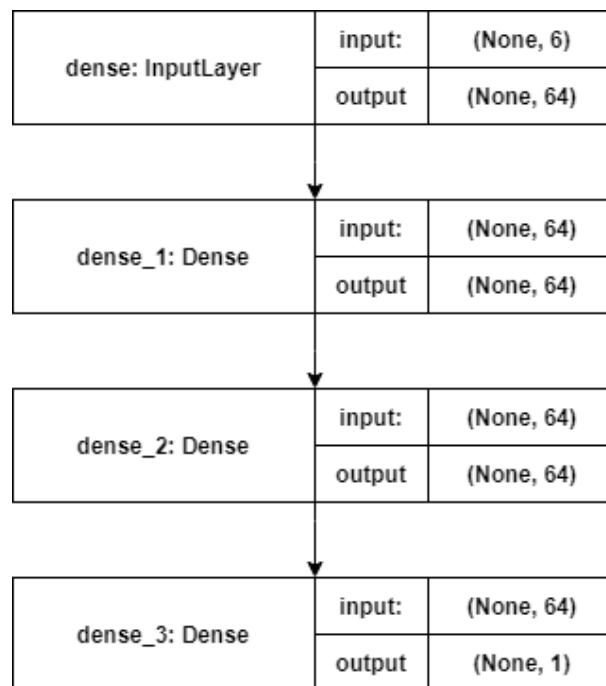 dense: InputLayer
input: (None, 6)
output (None, 64)
dense_1: Dense
input: (None, 64)
output (None, 64)
dense_2: Dense
input: (None, 64)
output (None, 64)
dense_3: Dense
input: (None, 64)
output (None, 1)